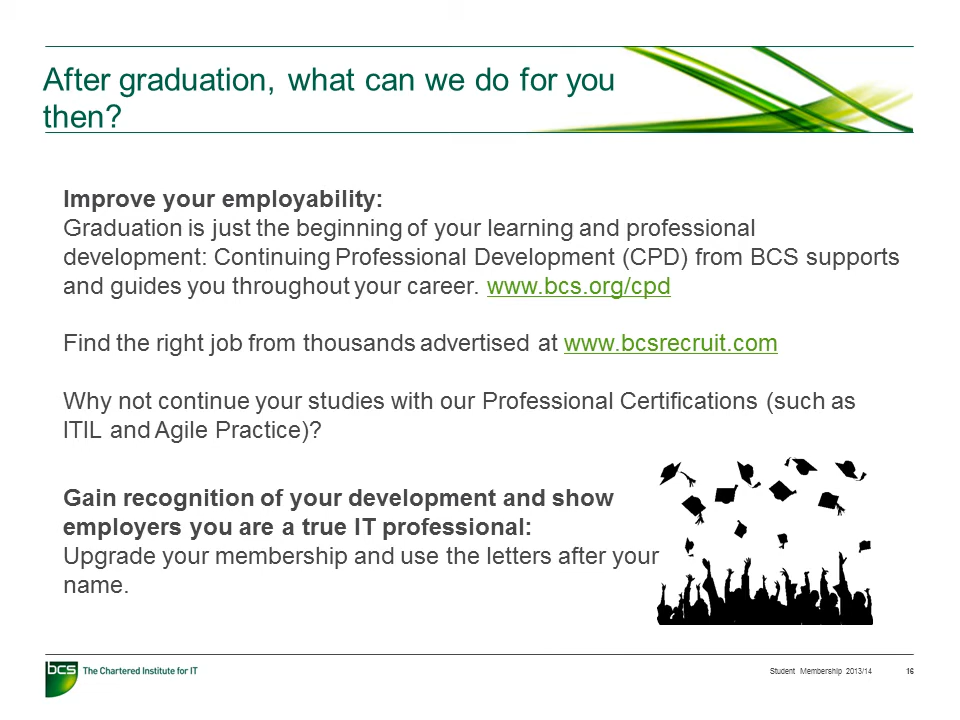 After graduation, what can we do for you
then?
Improve your employability:
Graduation is just the beginning of your learning and professional
development: Continuing Professional Development (CPD) from BCS supports
and guides you throughout your career. www.bcs.org/cpd
Find the right job from thousands advertised at www.bcsrecruit.com
Why not continue your studies with our Professional Certifications (such as
ITIL and Agile Practice)?
Gain recognition of your development and show
employers you are a true IT professional:
Upgrade your membership and use the letters after your
name.
bcs The Chartered Institute for IT
Student Membership 2013/14 16